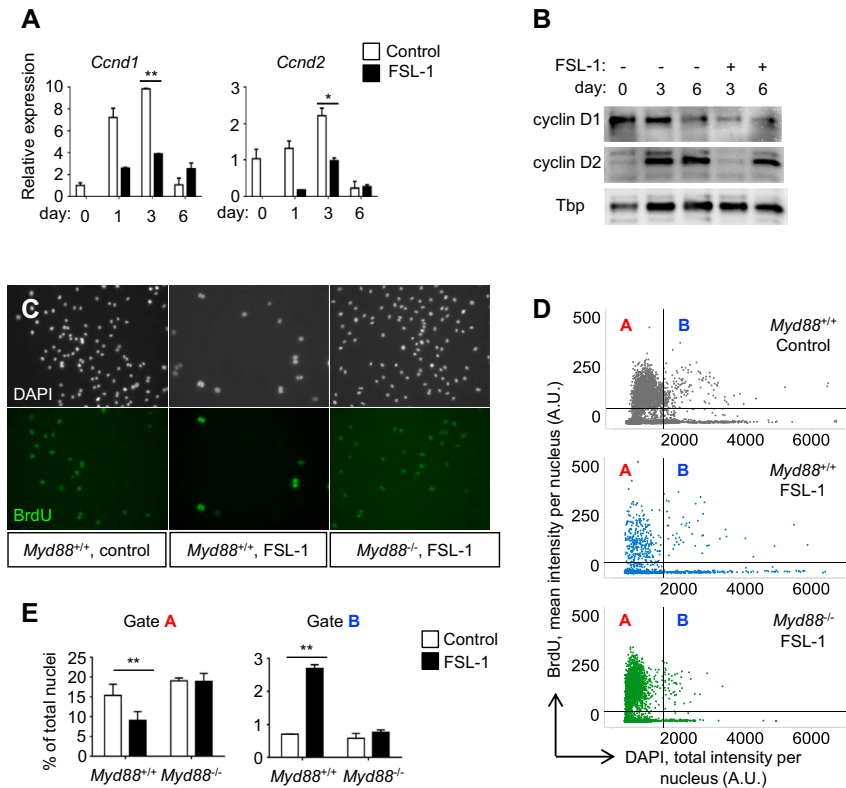 A
Ccnd1
Ccnd2
Control
FSL-1
**
*
Relative expression
10
8
6
4
2
0
3
2
1
0
day: 0 1 3 6
0 1 3 6
B
FSL-1: - - - + +
day: 0 3 6 3 6
cyclin D1
cyclin D2
Tbp
C
DAPI
BrdU
Myd88+/+, control
Myd88+/+, FSL-1
Myd88-/-, FSL-1
D
BrdU, mean intensity per nucleus (A.U.)
500
250
0
A
B
Myd88+/+
Control
2000 4000 6000
500
250
0
A
B
Myd88+/+
FSL-1
2000 4000 6000
500
250
0
A
B
Myd88-/-
FSL-1
2000 4000 6000
DAPI, total intensity per
nucleus (A.U.)
E
Gate A
Gate B
Control
FSL-1
**
**
% of total nuclei
25
20
15
10
5
0
3
2
1
0
Myd88+/+ Myd88-/-
Myd88+/+ Myd88-/-